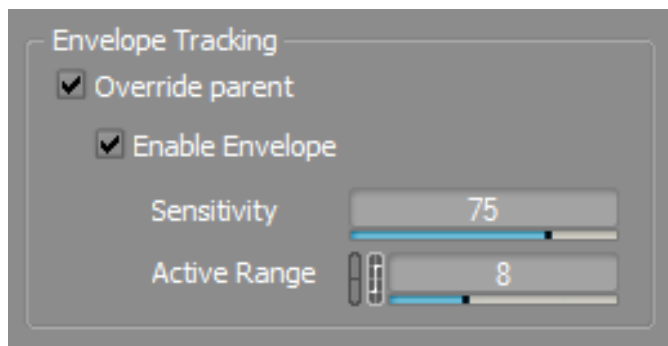 Envelope Tracking
Override parent
Enable Envelope
Sensitivity 75
Active Range 8